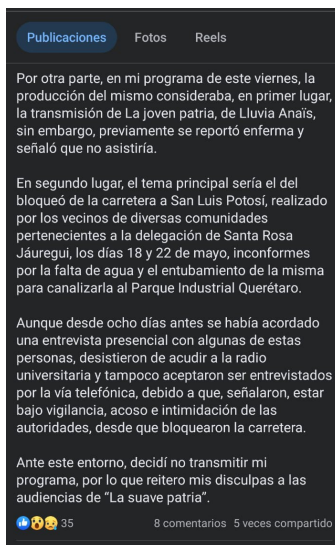 Publicaciones Fotos Reels
Por otra parte, en mi programa de este viernes, la
producción del mismo consideraba, en primer lugar,
la transmisión de La joven patria, de Lluvia Anaïs,
sin embargo, previamente se reportó enferma y
señaló que no asistiría.
En segundo lugar, el tema principal sería el del
bloqueó de la carretera a San Luis Potosí, realizado
por los vecinos de diversas comunidades
pertenecientes a la delegación de Santa Rosa
Jáuregui, los días 18 y 22 de mayo, inconformes
por la falta de agua y el entubamiento de la misma
para canalizarla al Parque Industrial Querétaro.
Aunque desde ocho días antes se había acordado
una entrevista presencial con algunas de estas
personas, desistieron de acudir a la radio
universitaria y tampoco aceptaron ser entrevistados
por la vía telefónica, debido a que, señalaron, estar
bajo vigilancia, acoso e intimidación de las
autoridades, desde que bloquearon la carretera.
Ante este entorno, decidí no transmitir mi
programa, por lo que reitero mis disculpas a las
audiencias de “La suave patria”.
35 8 comentarios 5 veces compartido